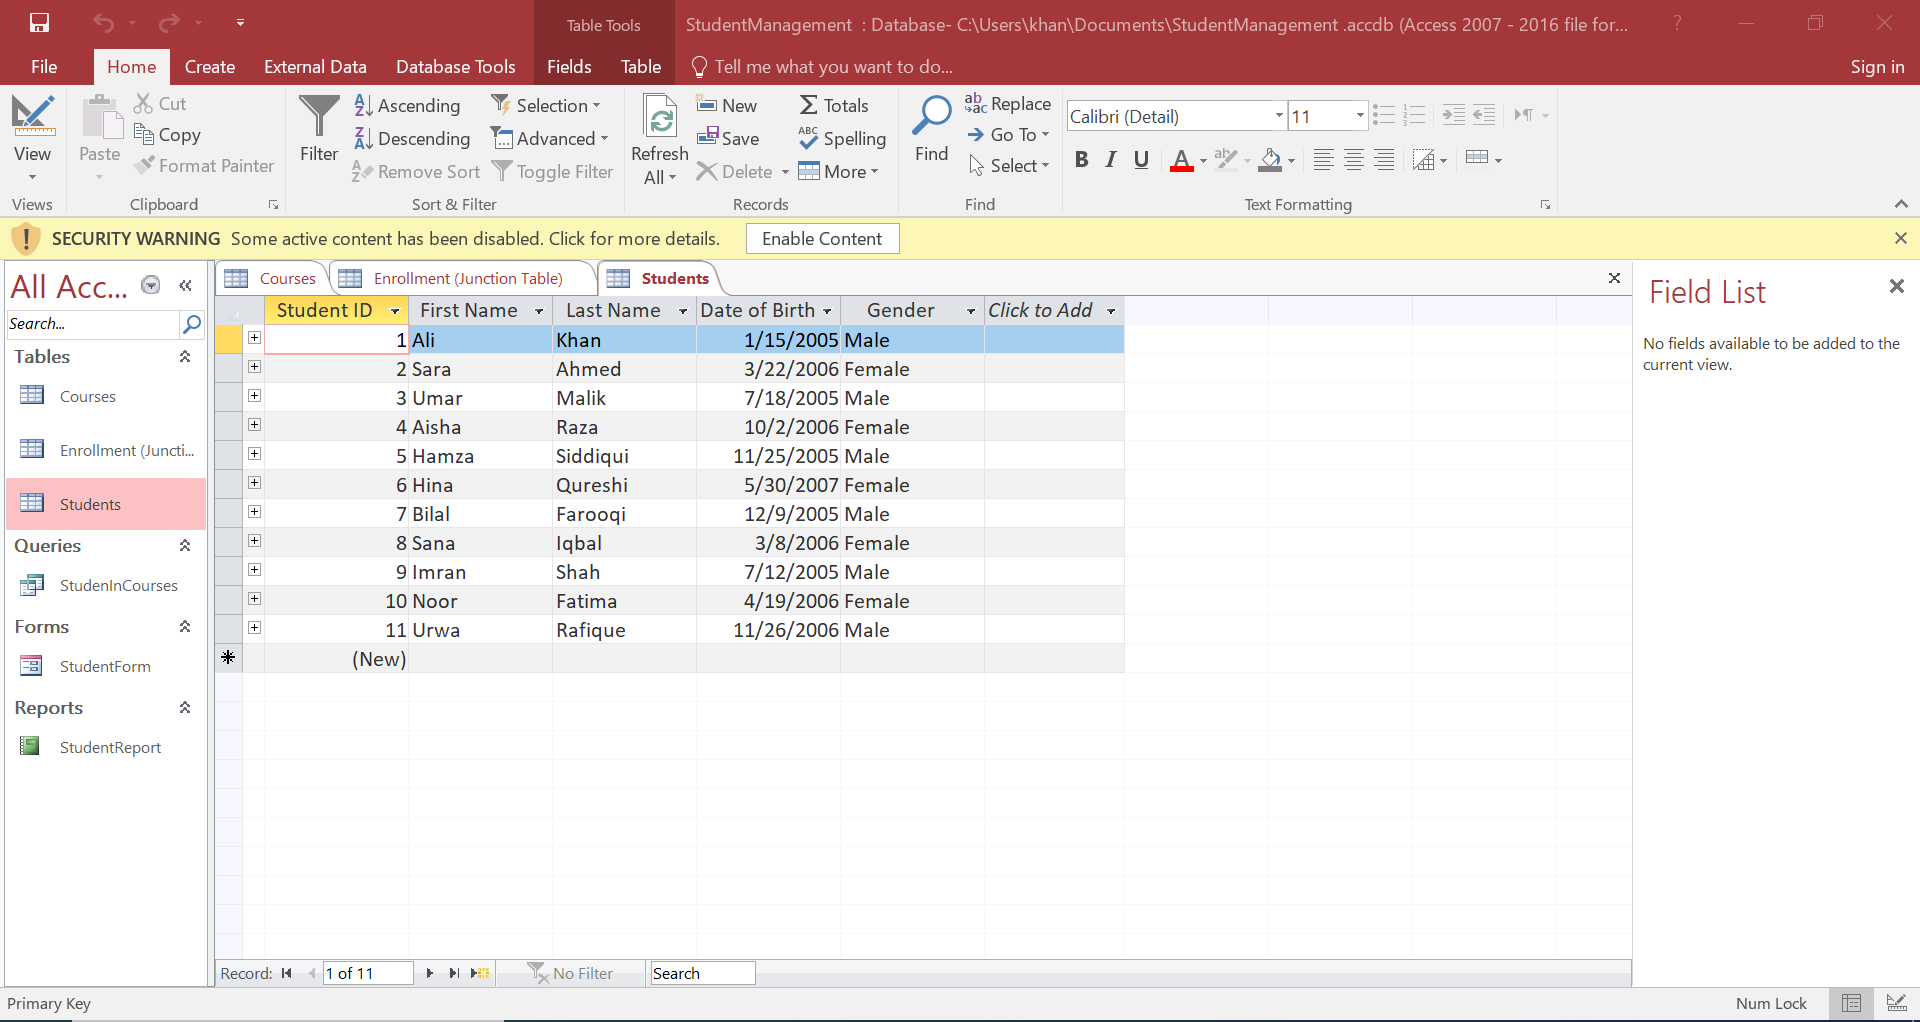 Table Tools
StudentManagement : Database- C:\Users\khan\Documents\StudentManagement .accdb (Access 2007 - 2016 file for...
?
File Home Create External Data Database Tools Fields Table Tell me what you want to do... Sign in
View
Views
Paste
Cut
Copy
Format Painter
Clipboard
Filter
Ascending
Descending
Remove Sort
Selection
Advanced
Toggle Filter
Sort & Filter
Refresh
All
New
Save
Delete
Totals
Spelling
More
Records
Find
Replace
Go To
Select
Find
Calibri (Detail) 11
B I U A
Text Formatting
SECURITY WARNING Some active content has been disabled. Click for more details. Enable Content
All Acc...
Search...
Tables
Courses
Enrollment (Juncti...
Students
Queries
StudenInCourses
Forms
StudentForm
Reports
StudentReport
Courses Enrollment (Junction Table) Students
Student ID First Name Last Name Date of Birth Gender Click to Add
1 Ali Khan 1/15/2005 Male
2 Sara Ahmed 3/22/2006 Female
3 Umar Malik 7/18/2005 Male
4 Aisha Raza 10/2/2006 Female
5 Hamza Siddiqui 11/25/2005 Male
6 Hina Qureshi 5/30/2007 Female
7 Bilal Farooqi 12/9/2005 Male
8 Sana Iqbal 3/8/2006 Female
9 Imran Shah 7/12/2005 Male
10 Noor Fatima 4/19/2006 Female
11 Urwa Rafique 11/26/2006 Male
(New)
Record: 1 of 11 No Filter Search
Field List
No fields available to be added to the
current view.
Primary Key
Num Lock